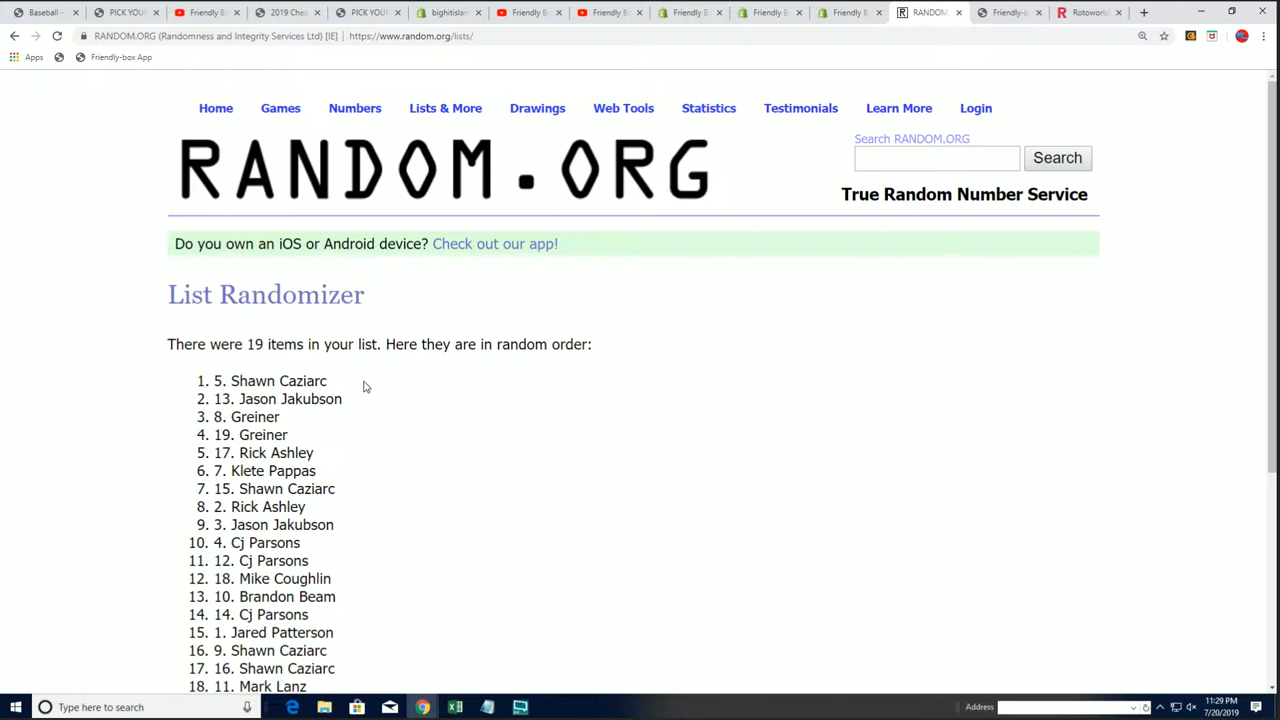 Baseball -
PICK YOUR
Friendly B
2019 Ches
PICK YOUR
bighitislan
Friendly B
Friendly B
Friendly B
Friendly B
Friendly B
RANDOM
Friendly-b
Rotoworld
RANDOM.ORG (Randomness and Integrity Services Ltd) [IE] | https://www.random.org/lists/
Apps
Friendly-box App
Home Games Numbers Lists & More Drawings Web Tools Statistics Testimonials Learn More Login
RANDOM.ORG
Search RANDOM.ORG
Search
True Random Number Service
Do you own an iOS or Android device? Check out our app!
List Randomizer
There were 19 items in your list. Here they are in random order:
1. 5. Shawn Caziarc
2. 13. Jason Jakubson
3. 8. Greiner
4. 19. Greiner
5. 17. Rick Ashley
6. 7. Klete Pappas
7. 15. Shawn Caziarc
8. 2. Rick Ashley
9. 3. Jason Jakubson
10. 4. Cj Parsons
11. 12. Cj Parsons
12. 18. Mike Coughlin
13. 10. Brandon Beam
14. 14. Cj Parsons
15. 1. Jared Patterson
16. 9. Shawn Caziarc
17. 16. Shawn Caziarc
18. 11. Mark Lanz
Type here to search
Address
11:29 PM
7/20/2019